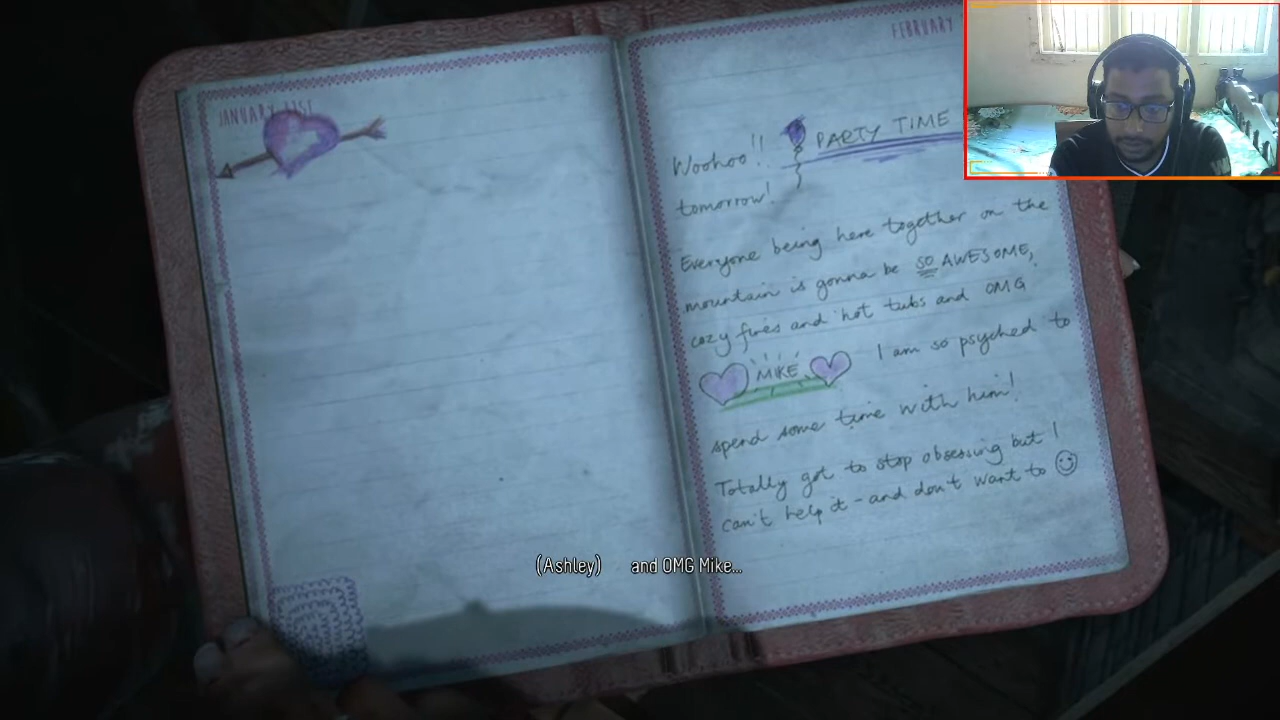 JANUARY 31ST
FEBRUARY
Woohoo!! PARTY TIME
tomorrow!
Everyone being here together on the
mountain is gonna be SO AWESOME,
cozy fires and hot tubs and OMG
MIKE I am so psyched to
spend some time with him!
Totally got to stop obsessing but I
can't help it - and don't want to
(Ashley) and OMG Mike...